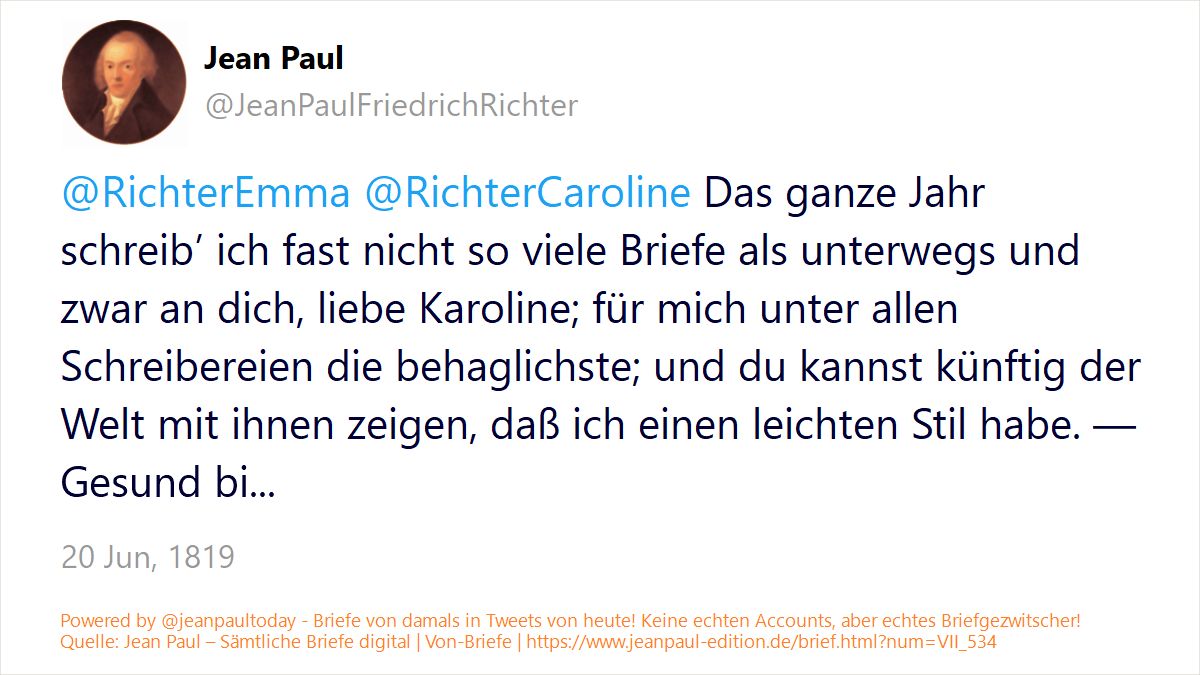 Jean Paul
@JeanPaulFriedrichRichter
@RichterEmma @RichterCaroline Das ganze Jahr
schreib’ ich fast nicht so viele Briefe als unterwegs und
zwar an dich, liebe Karoline; für mich unter allen
Schreibereien die behaglichste; und du kannst künftig der
Welt mit ihnen zeigen, daß ich einen leichten Stil habe. —
Gesund bi...
20 Jun, 1819
Powered by @jeanpaultoday - Briefe von damals in Tweets von heute! Keine echten Accounts, aber echtes Briefgezwitscher!
Quelle: Jean Paul – Sämtliche Briefe digital | Von-Briefe | https://www.jeanpaul-edition.de/brief.html?num=VII_534